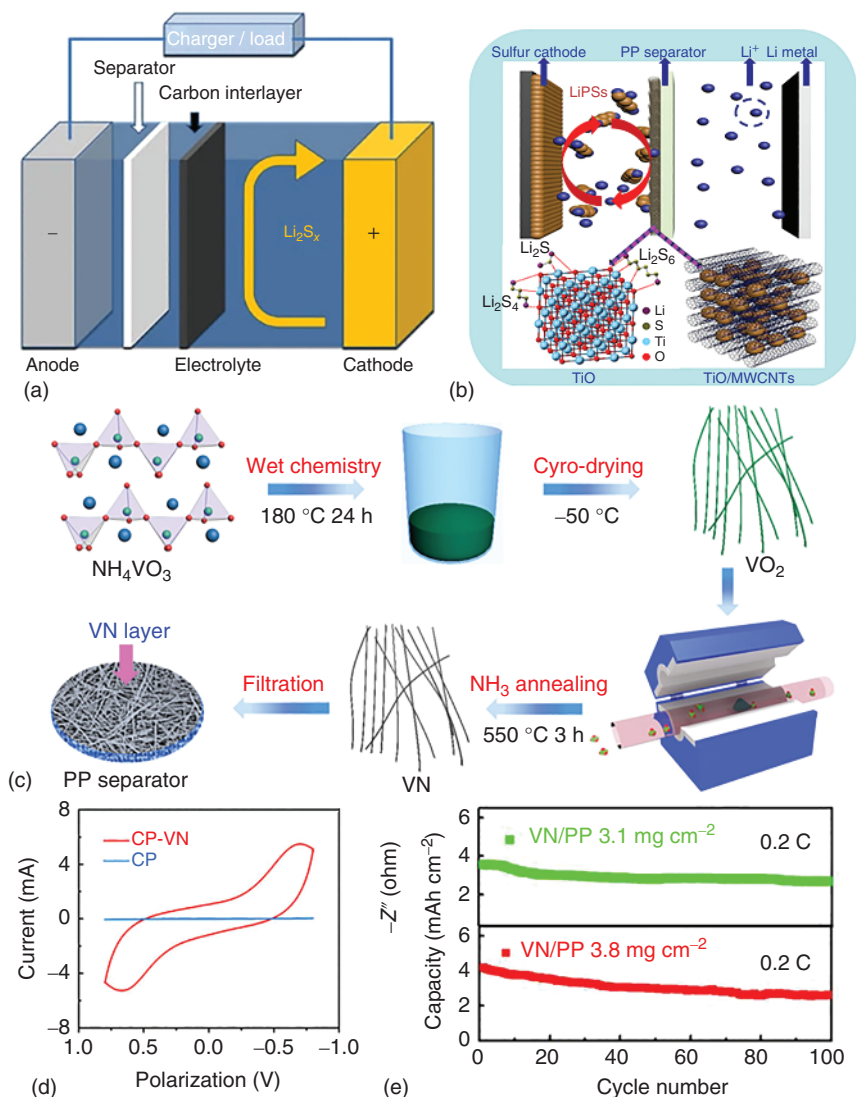 Charger / load
Separator
Carbon interlayer
−
Li₂Sₓ
+
Anode
Electrolyte
Cathode
(a)
Sulfur cathode
PP separator
Li⁺
Li metal
LiPSs
Li₂S
Li₂S₆
Li₂S₄
Li
S
Ti
O
TiO
TiO/MWCNTs
(b)
Wet chemistry
180 °C 24 h
Cyro-drying
−50 °C
NH₄VO₃
VO₂
VN layer
Filtration
NH₃ annealing
550 °C 3 h
PP separator
VN
(c)
8
4
0
−4
−8
Current (mA)
CP-VN
CP
1.0
0.5
0.0
−0.5
−1.0
Polarization (V)
(d)
−Z″ (ohm)
Capacity (mAh cm⁻²)
6
4
2
VN/PP 3.1 mg cm⁻²
0.2 C
6
4
2
0
VN/PP 3.8 mg cm⁻²
0.2 C
0
20
40
60
80
100
Cycle number
(e)